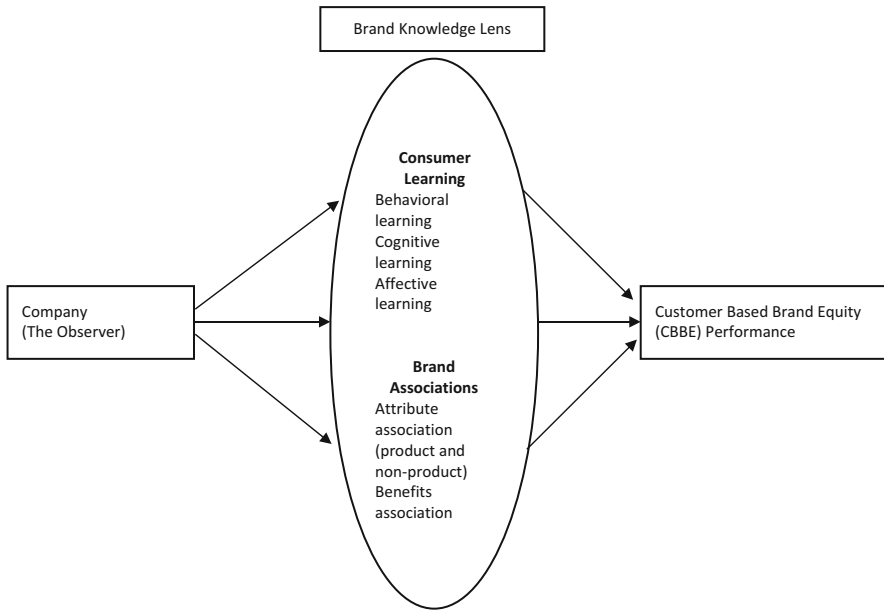 Brand Knowledge Lens
Consumer
Learning
Behavioral
learning
Cognitive
learning
Affective
learning
Company
(The Observer)
Customer Based Brand Equity
(CBBE) Performance
Brand
Associations
Attribute
association
(product and
non-product)
Benefits
association